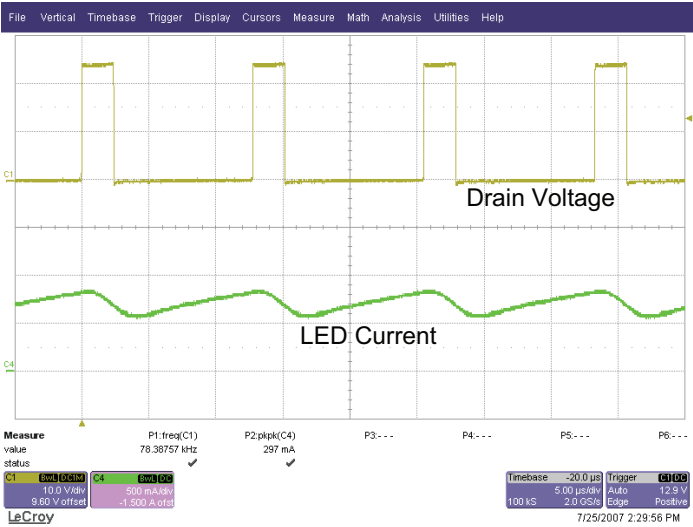 File Vertical Timebase Trigger Display Cursors Measure Math Analysis Utilities Help
C1
Drain Voltage
LED Current
C4
Measure P1:freq(C1) P2:pkpk(C4) P3:- - - P4:- - - P5:- - - P6:- - -
value 78.38757 kHz 297 mA
status
C1 BwL DC1M C4 BwL DC Timebase -20.0 µs Trigger C1 DC
10.0 V/div 500 mA/div 5.00 µs/div Auto 12.9 V
9.60 V offset -1.500 A ofst 100 kS 2.0 GS/s Edge Positive
LeCroy 7/25/2007 2:29:56 PM